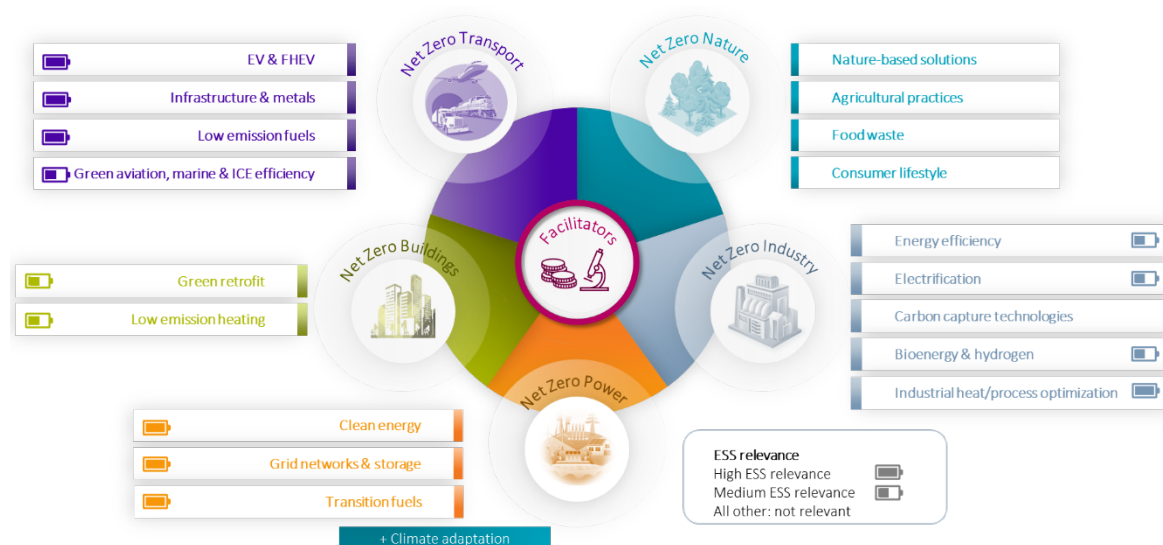 Net Zero Transport
EV & FHEV
Infrastructure & metals
Low emission fuels
Green aviation, marine & ICE efficiency
Net Zero Nature
Nature-based solutions
Agricultural practices
Food waste
Consumer lifestyle
Facilitators
Net Zero Buildings
Green retrofit
Low emission heating
Net Zero Industry
Energy efficiency
Electrification
Carbon capture technologies
Bioenergy & hydrogen
Industrial heat/process optimization
Net Zero Power
Clean energy
Grid networks & storage
Transition fuels
ESS relevance
High ESS relevance
Medium ESS relevance
All other: not relevant
+ Climate adaptation